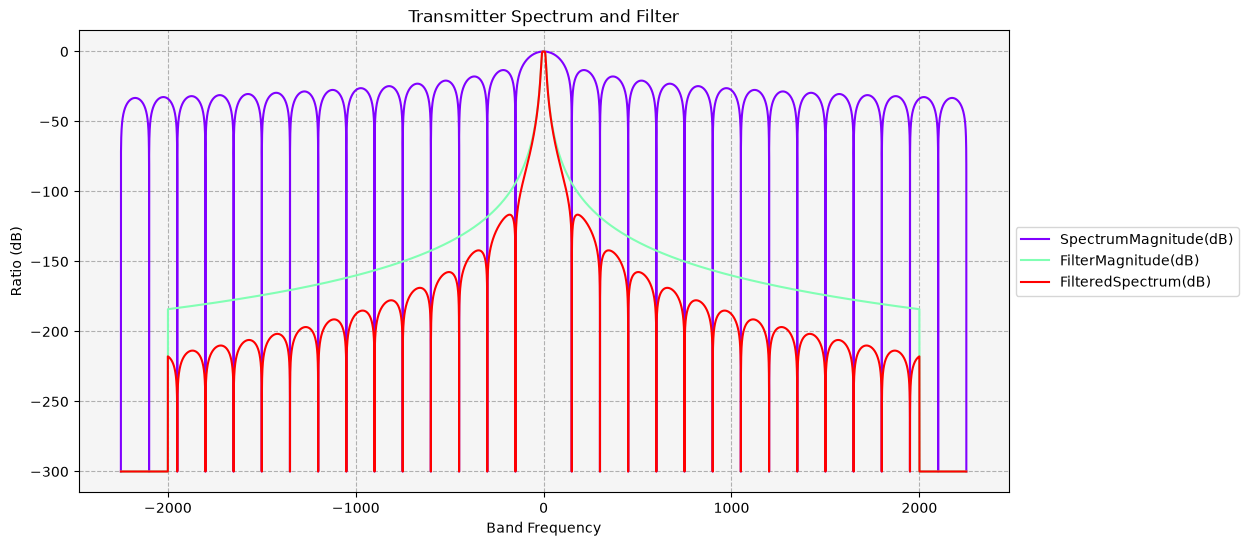 Transmitter Spectrum and Filter
Ratio (dB)
0
−50
−100
−150
−200
−250
−300
−2000
−1000
0
1000
2000
Band Frequency
SpectrumMagnitude(dB)
FilterMagnitude(dB)
FilteredSpectrum(dB)